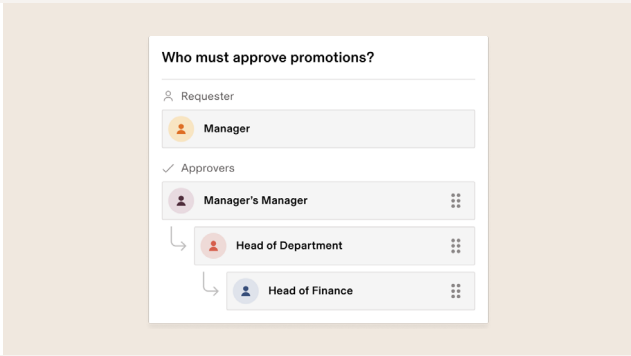 Who must approve promotions?
Requester
Manager
Approvers
Manager's Manager
Head of Department
Head of Finance